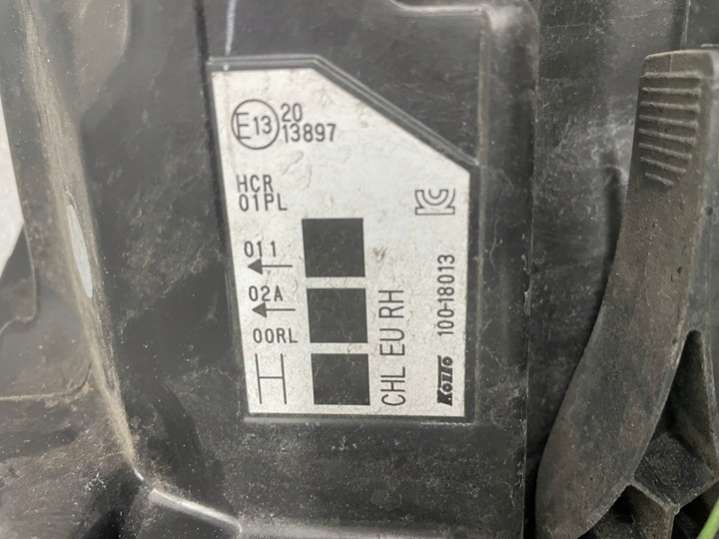 E13
20
13897
HCR
01PL
011
02A
00RL
CHL EU RH
100-18013
KOITO